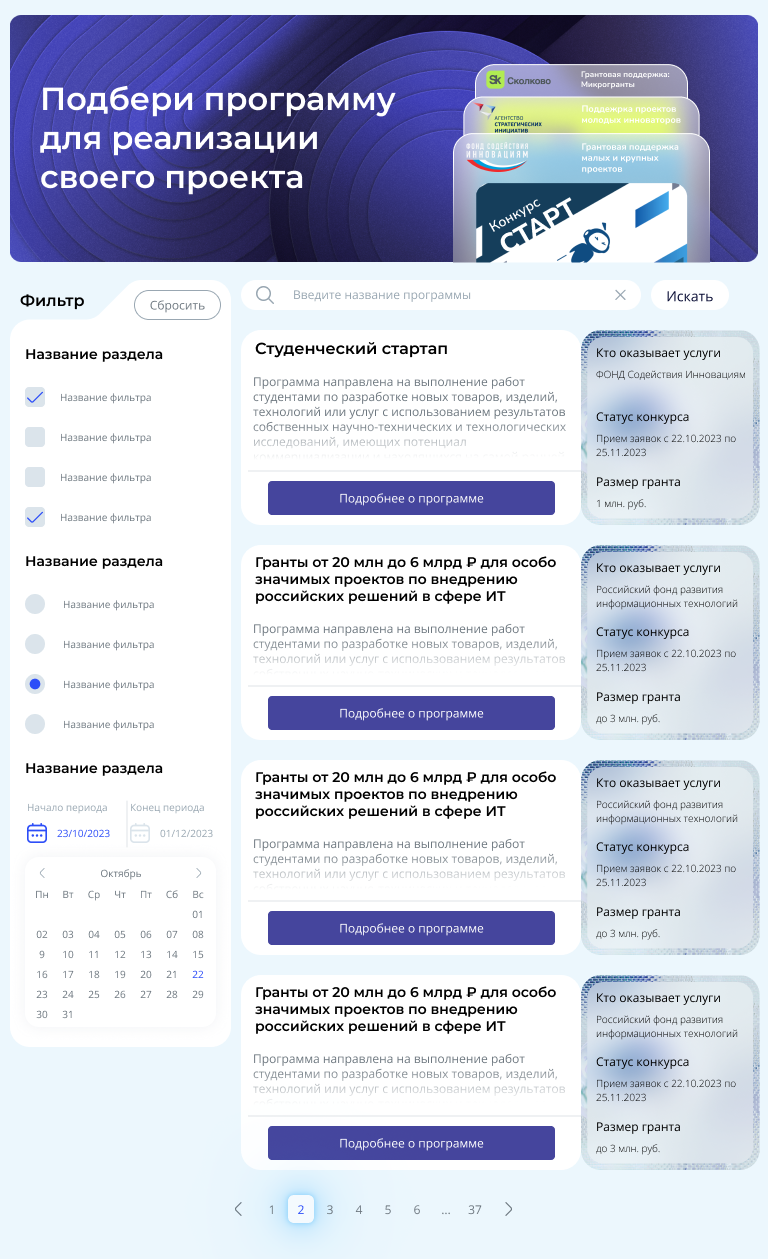 Подбери программу
для реализации
своего проекта
Sk Сколково
Грантовая поддержка:
Микрогранты
АГЕНТСТВО
СТРАТЕГИЧЕСКИХ
ИНИЦИАТИВ
Поддежрка проектов
молодых инноваторов
ФОНД СОДЕЙСТВИЯ
ИННОВАЦИЯМ
Грантовая поддержка
малых и крупных
проектов
Конкурс
СТАРТ
Фильтр
Сбросить
Введите название программы
Искать
Название раздела
Название фильтра
Название фильтра
Название фильтра
Название фильтра
Название раздела
Название фильтра
Название фильтра
Название фильтра
Название фильтра
Название раздела
Начало периода
Конец периода
23/10/2023
01/12/2023
Октябрь
Пн Вт Ср Чт Пт Сб Вс
01
02 03 04 05 06 07 08
9 10 11 12 13 14 15
16 17 18 19 20 21 22
23 24 25 26 27 28 29
30 31
Студенческий стартап
Программа направлена на выполнение работ
студентами по разработке новых товаров, изделий,
технологий или услуг с использованием результатов
собственных научно-технических и технологических
исследований, имеющих потенциал
Подробнее о программе
Кто оказывает услуги
ФОНД Содействия Инновациям
Статус конкурса
Прием заявок с 22.10.2023 по
25.11.2023
Размер гранта
1 млн. руб.
Гранты от 20 млн до 6 млрд ₽ для особо
значимых проектов по внедрению
российских решений в сфере ИТ
Программа направлена на выполнение работ
студентами по разработке новых товаров, изделий,
технологий или услуг с использованием результатов
Подробнее о программе
Кто оказывает услуги
Российский фонд развития
информационных технологий
Статус конкурса
Прием заявок с 22.10.2023 по
25.11.2023
Размер гранта
до 3 млн. руб.
Гранты от 20 млн до 6 млрд ₽ для особо
значимых проектов по внедрению
российских решений в сфере ИТ
Программа направлена на выполнение работ
студентами по разработке новых товаров, изделий,
технологий или услуг с использованием результатов
Подробнее о программе
Кто оказывает услуги
Российский фонд развития
информационных технологий
Статус конкурса
Прием заявок с 22.10.2023 по
25.11.2023
Размер гранта
до 3 млн. руб.
Гранты от 20 млн до 6 млрд ₽ для особо
значимых проектов по внедрению
российских решений в сфере ИТ
Программа направлена на выполнение работ
студентами по разработке новых товаров, изделий,
технологий или услуг с использованием результатов
Подробнее о программе
Кто оказывает услуги
Российский фонд развития
информационных технологий
Статус конкурса
Прием заявок с 22.10.2023 по
25.11.2023
Размер гранта
до 3 млн. руб.
1 2 3 4 5 6 ... 37